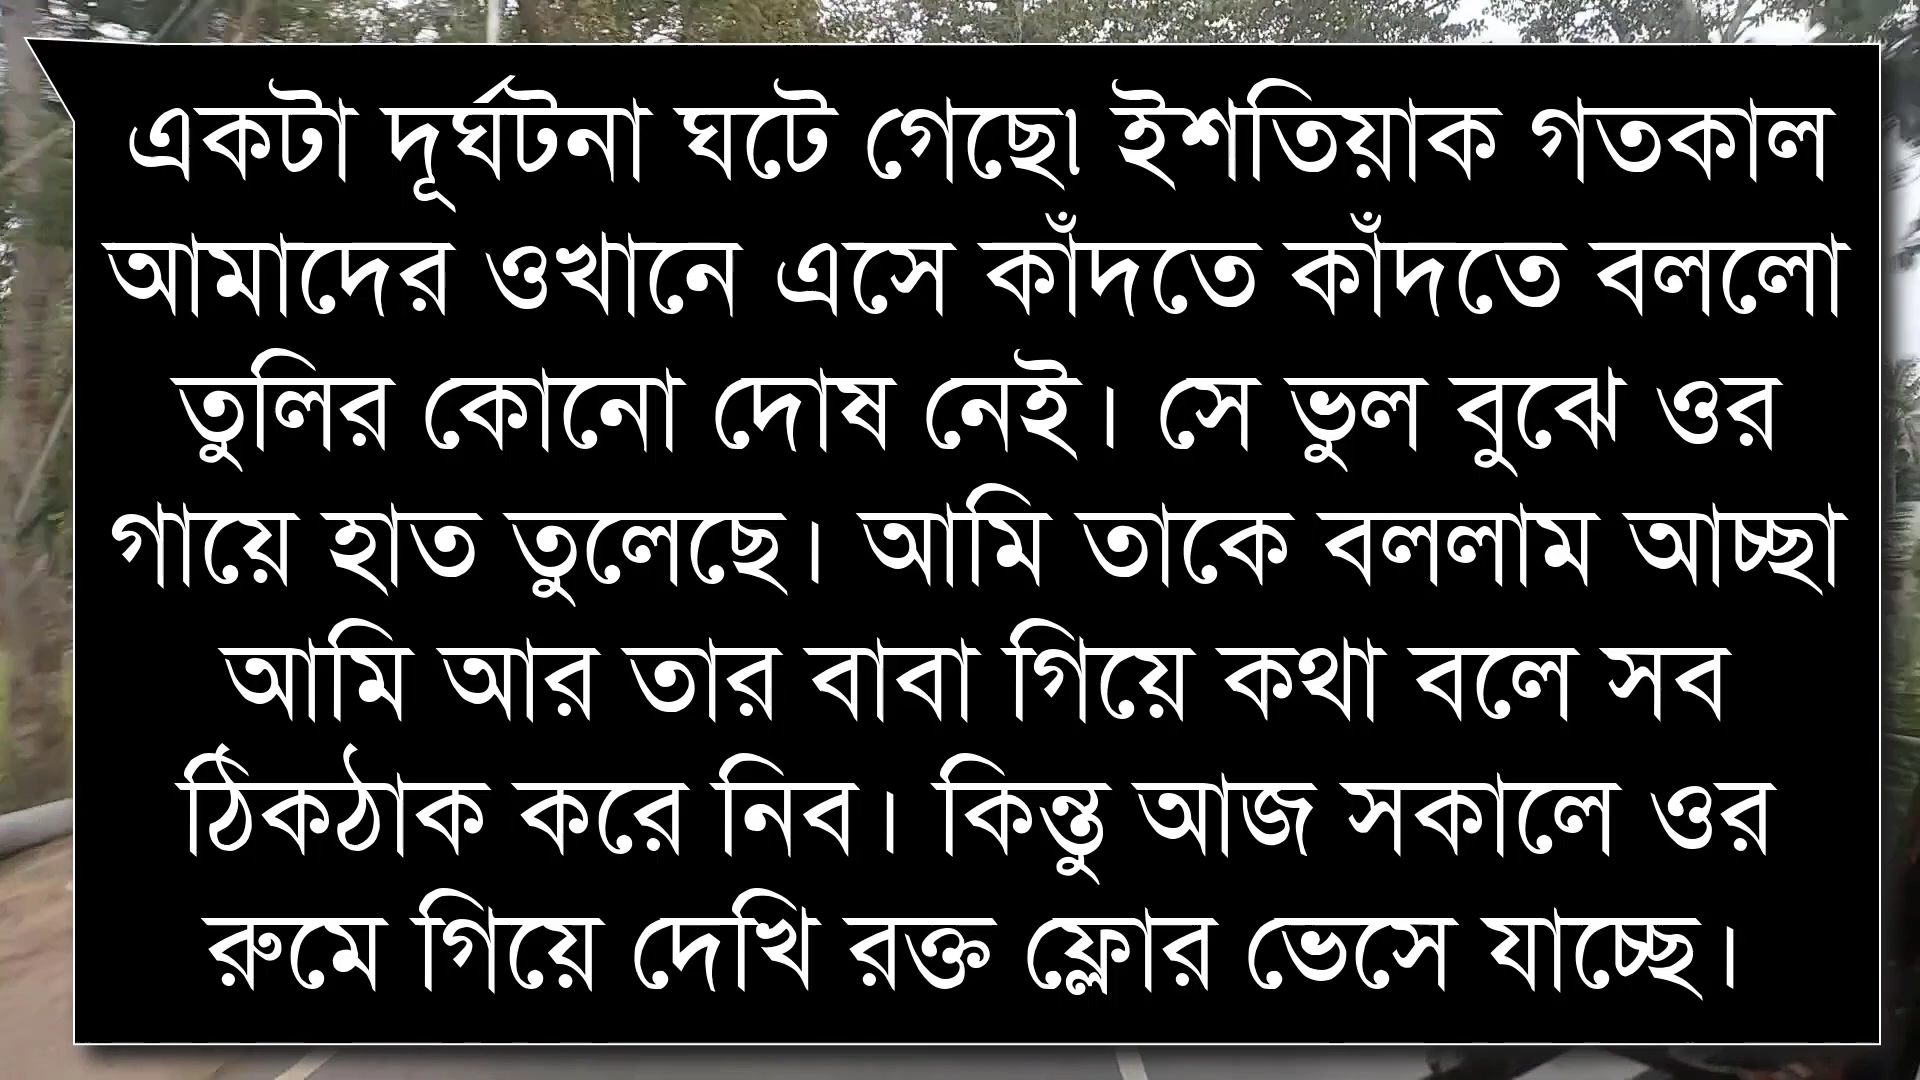 একটা দূর্ঘটনা ঘটে গেছে৷ ইশতিয়াক গতকাল
আমাদের ওখানে এসে কাঁদতে কাঁদতে বললো
তুলির কোনো দোষ নেই। সে ভুল বুঝে ওর
গায়ে হাত তুলেছে। আমি তাকে বললাম আচ্ছা
আমি আর তার বাবা গিয়ে কথা বলে সব
ঠিকঠাক করে নিব। কিন্তু আজ সকালে ওর
রুমে গিয়ে দেখি রক্ত ফ্লোর ভেসে যাচ্ছে।